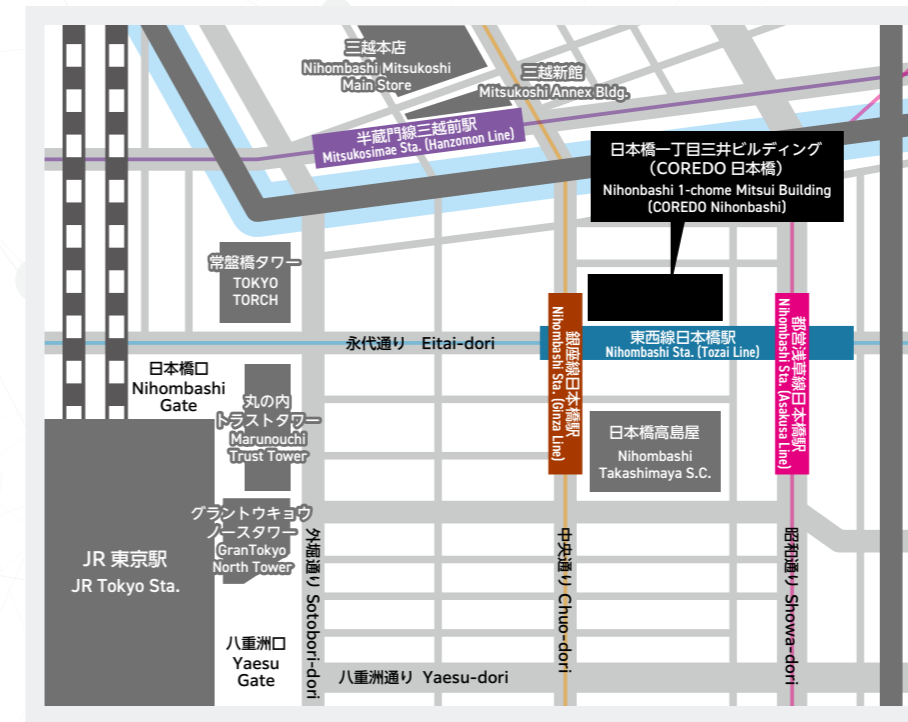 三越本店
Nihombashi Mitsukoshi
Main Store
三越新館
Mitsukoshi Annex Bldg.
半蔵門線三越前駅
Mitsukosimae Sta. (Hanzomon Line)
日本橋一丁目三井ビルディング
（COREDO 日本橋）
Nihonbashi 1-chome Mitsui Building
(COREDO Nihonbashi)
常盤橋タワー
TOKYO
TORCH
永代通り Eitai-dori
銀座線日本橋駅
Nihombashi Sta. (Ginza Line)
東西線日本橋駅
Nihombashi Sta. (Tozai Line)
都営浅草線日本橋駅
Nihombashi Sta. (Asakusa Line)
日本橋口
Nihombashi
Gate
丸の内
トラストタワー
Marunouchi
Trust Tower
日本橋高島屋
Nihombashi
Takashimaya S.C.
グラントウキョウ
ノースタワー
GranTokyo
North Tower
JR 東京駅
JR Tokyo Sta.
外堀通り Sotobori-dori
中央通り Chuo-dori
昭和通り Showa-dori
八重洲口
Yaesu
Gate
八重洲通り Yaesu-dori